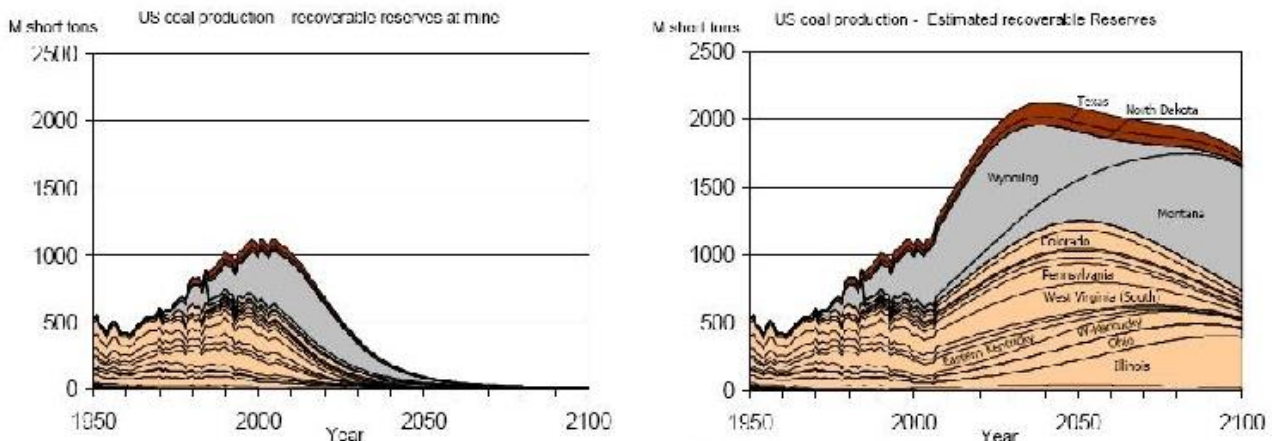 US coal production - recoverable reserves at mine
M short tons
2500
2000
1500
1000
500
0
1950
2000
2050
2100
Year
US coal production - Estimated recoverable Reserves
M short tons
2500
2000
1500
1000
500
0
Texas
North Dakota
Wyoming
Montana
Colorado
Pennsylvania
West Virginia (South)
Eastern Kentucky
W Kentucky
Ohio
Illinois
1950
2000
2050
2100
Year